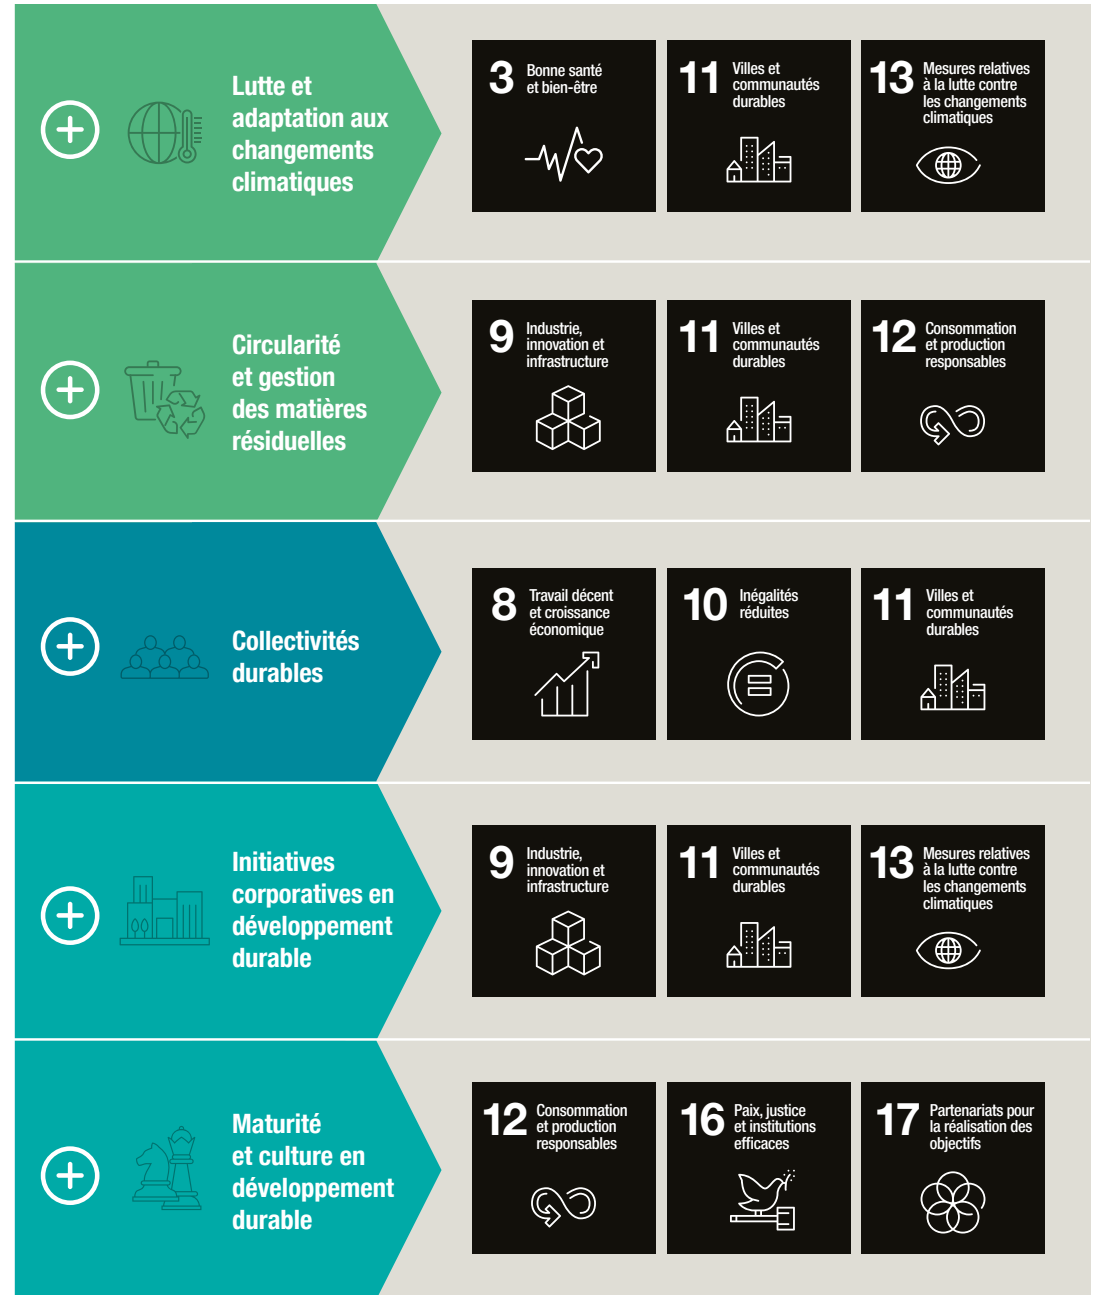 Lutte et
adaptation aux
changements
climatiques
3 Bonne santé
et bien-être
11 Villes et
communautés
durables
13 Mesures relatives
à la lutte contre
les changements
climatiques
Circularité
et gestion
des matières
résiduelles
9 Industrie,
innovation et
infrastructure
11 Villes et
communautés
durables
12 Consommation
et production
responsables
Collectivités
durables
8 Travail décent
et croissance
économique
10 Inégalités
réduites
11 Villes et
communautés
durables
Initiatives
corporatives en
développement
durable
9 Industrie,
innovation et
infrastructure
11 Villes et
communautés
durables
13 Mesures relatives
à la lutte contre
les changements
climatiques
Maturité
et culture en
développement
durable
12 Consommation
et production
responsables
16 Paix, justice
et institutions
efficaces
17 Partenariats pour
la réalisation des
objectifs